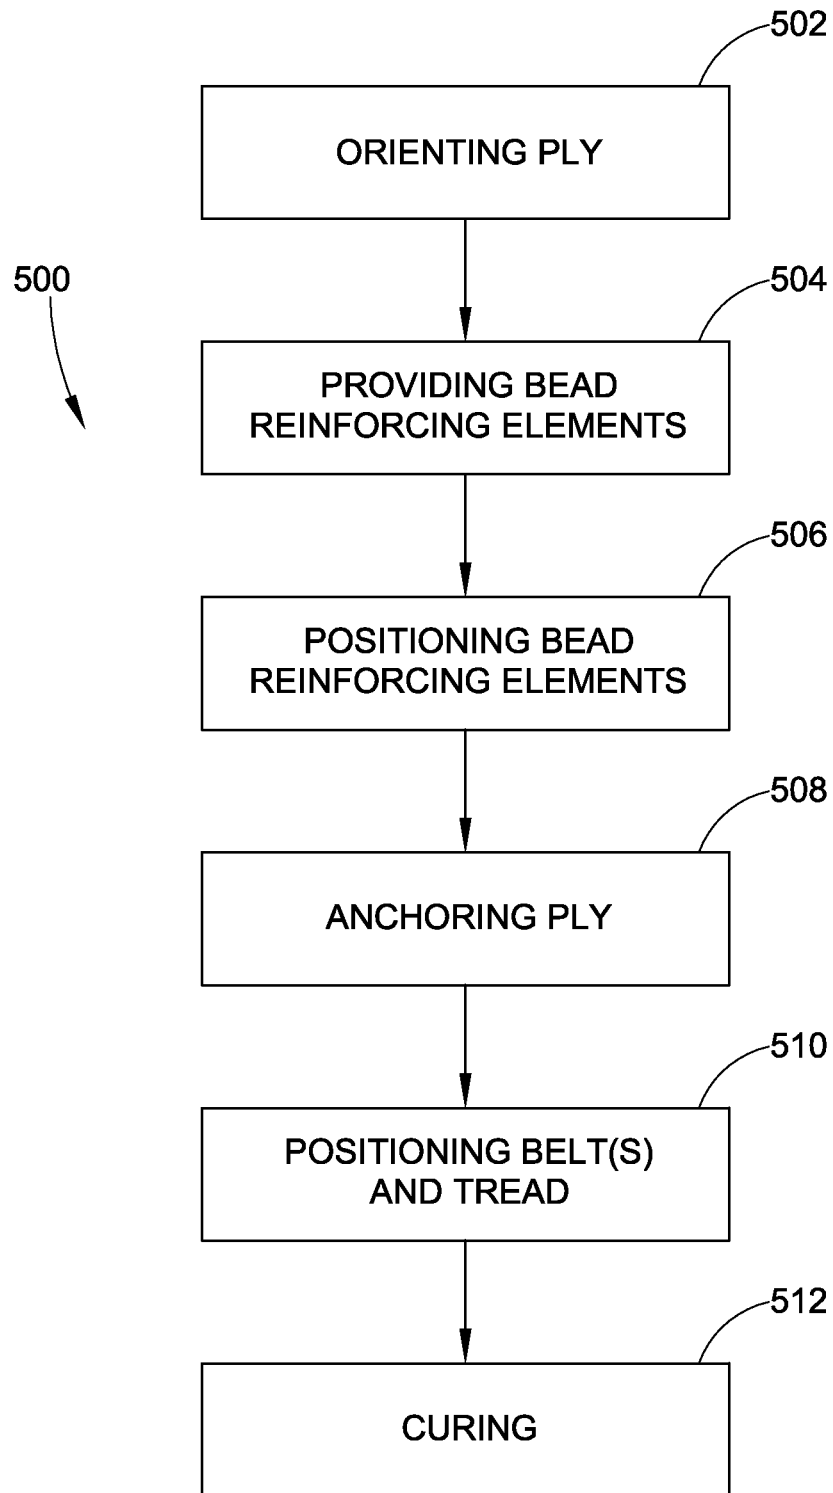 502
ORIENTING PLY
500
504
PROVIDING BEAD
REINFORCING ELEMENTS
506
POSITIONING BEAD
REINFORCING ELEMENTS
508
ANCHORING PLY
510
POSITIONING BELT(S)
AND TREAD
512
CURING